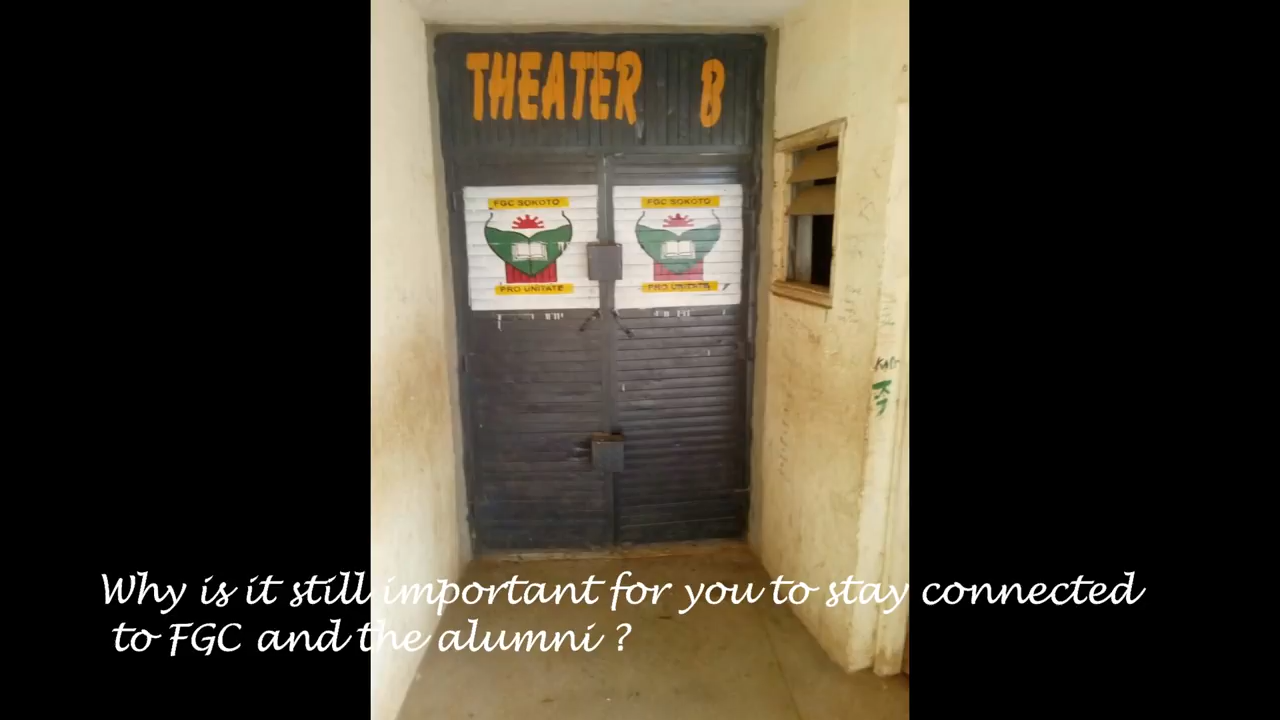 THEATER B
FGC SOKOTO
FGC SOKOTO
PRO UNITATE
PRO UNITATE
Why is it still important for you to stay connected
to FGC and the alumni ?